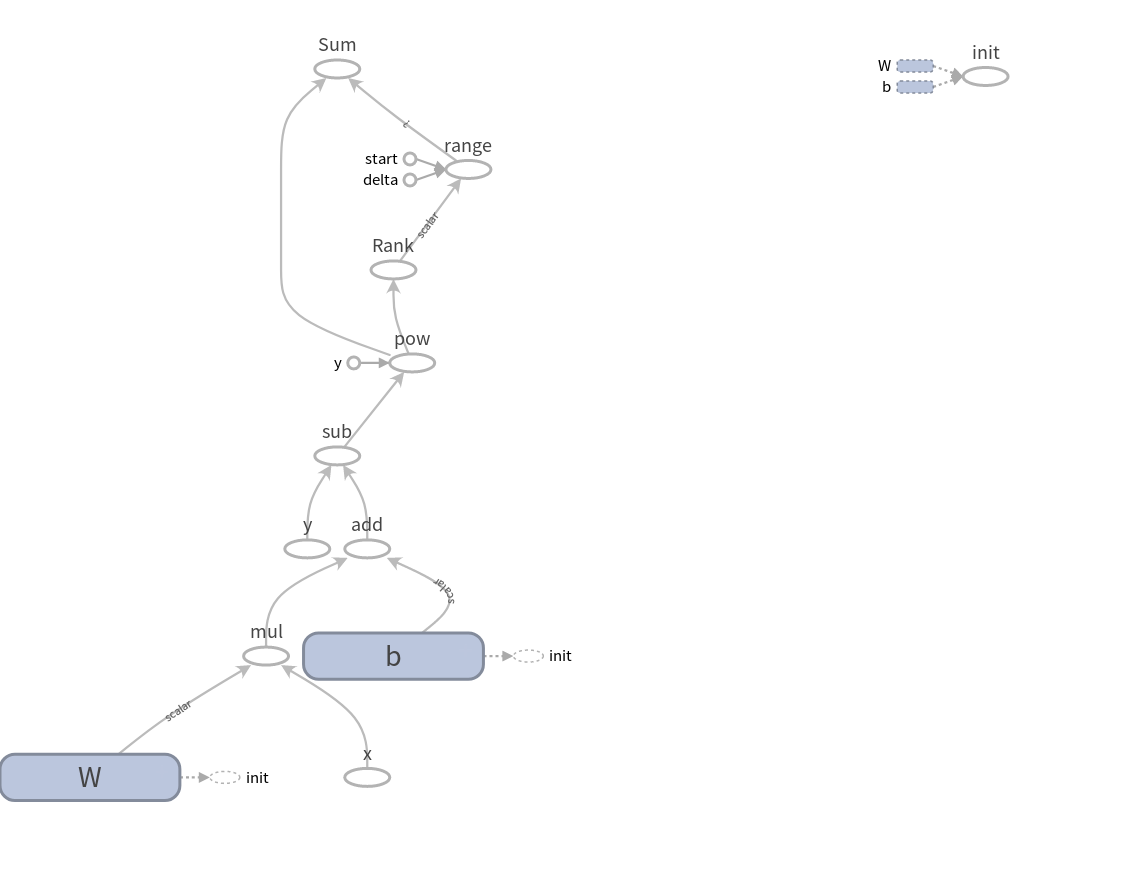 Sum
init
W
b
?
range
start
delta
scalar
Rank
pow
y
sub
y
add
scalar
mul
b
init
scalar
x
W
init